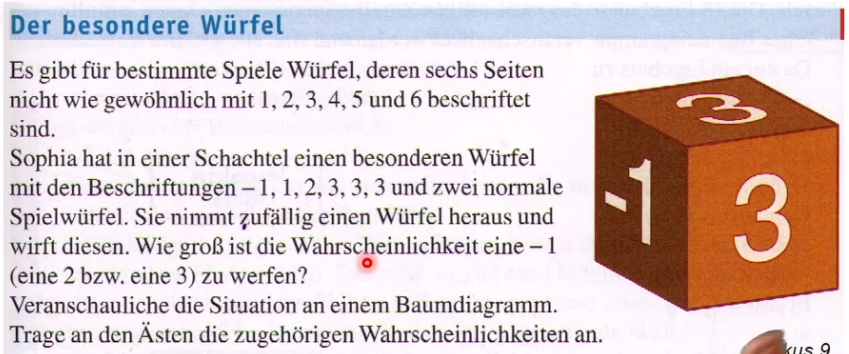 Der besondere Würfel
Es gibt für bestimmte Spiele Würfel, deren sechs Seiten
nicht wie gewöhnlich mit 1, 2, 3, 4, 5 und 6 beschriftet
sind.
Sophia hat in einer Schachtel einen besonderen Würfel
mit den Beschriftungen – 1, 1, 2, 3, 3, 3 und zwei normale
Spielwürfel. Sie nimmt zufällig einen Würfel heraus und
wirft diesen. Wie groß ist die Wahrscheinlichkeit eine – 1
(eine 2 bzw. eine 3) zu werfen?
Veranschauliche die Situation an einem Baumdiagramm.
Trage an den Ästen die zugehörigen Wahrscheinlichkeiten an.
3
-1
3
kus 9